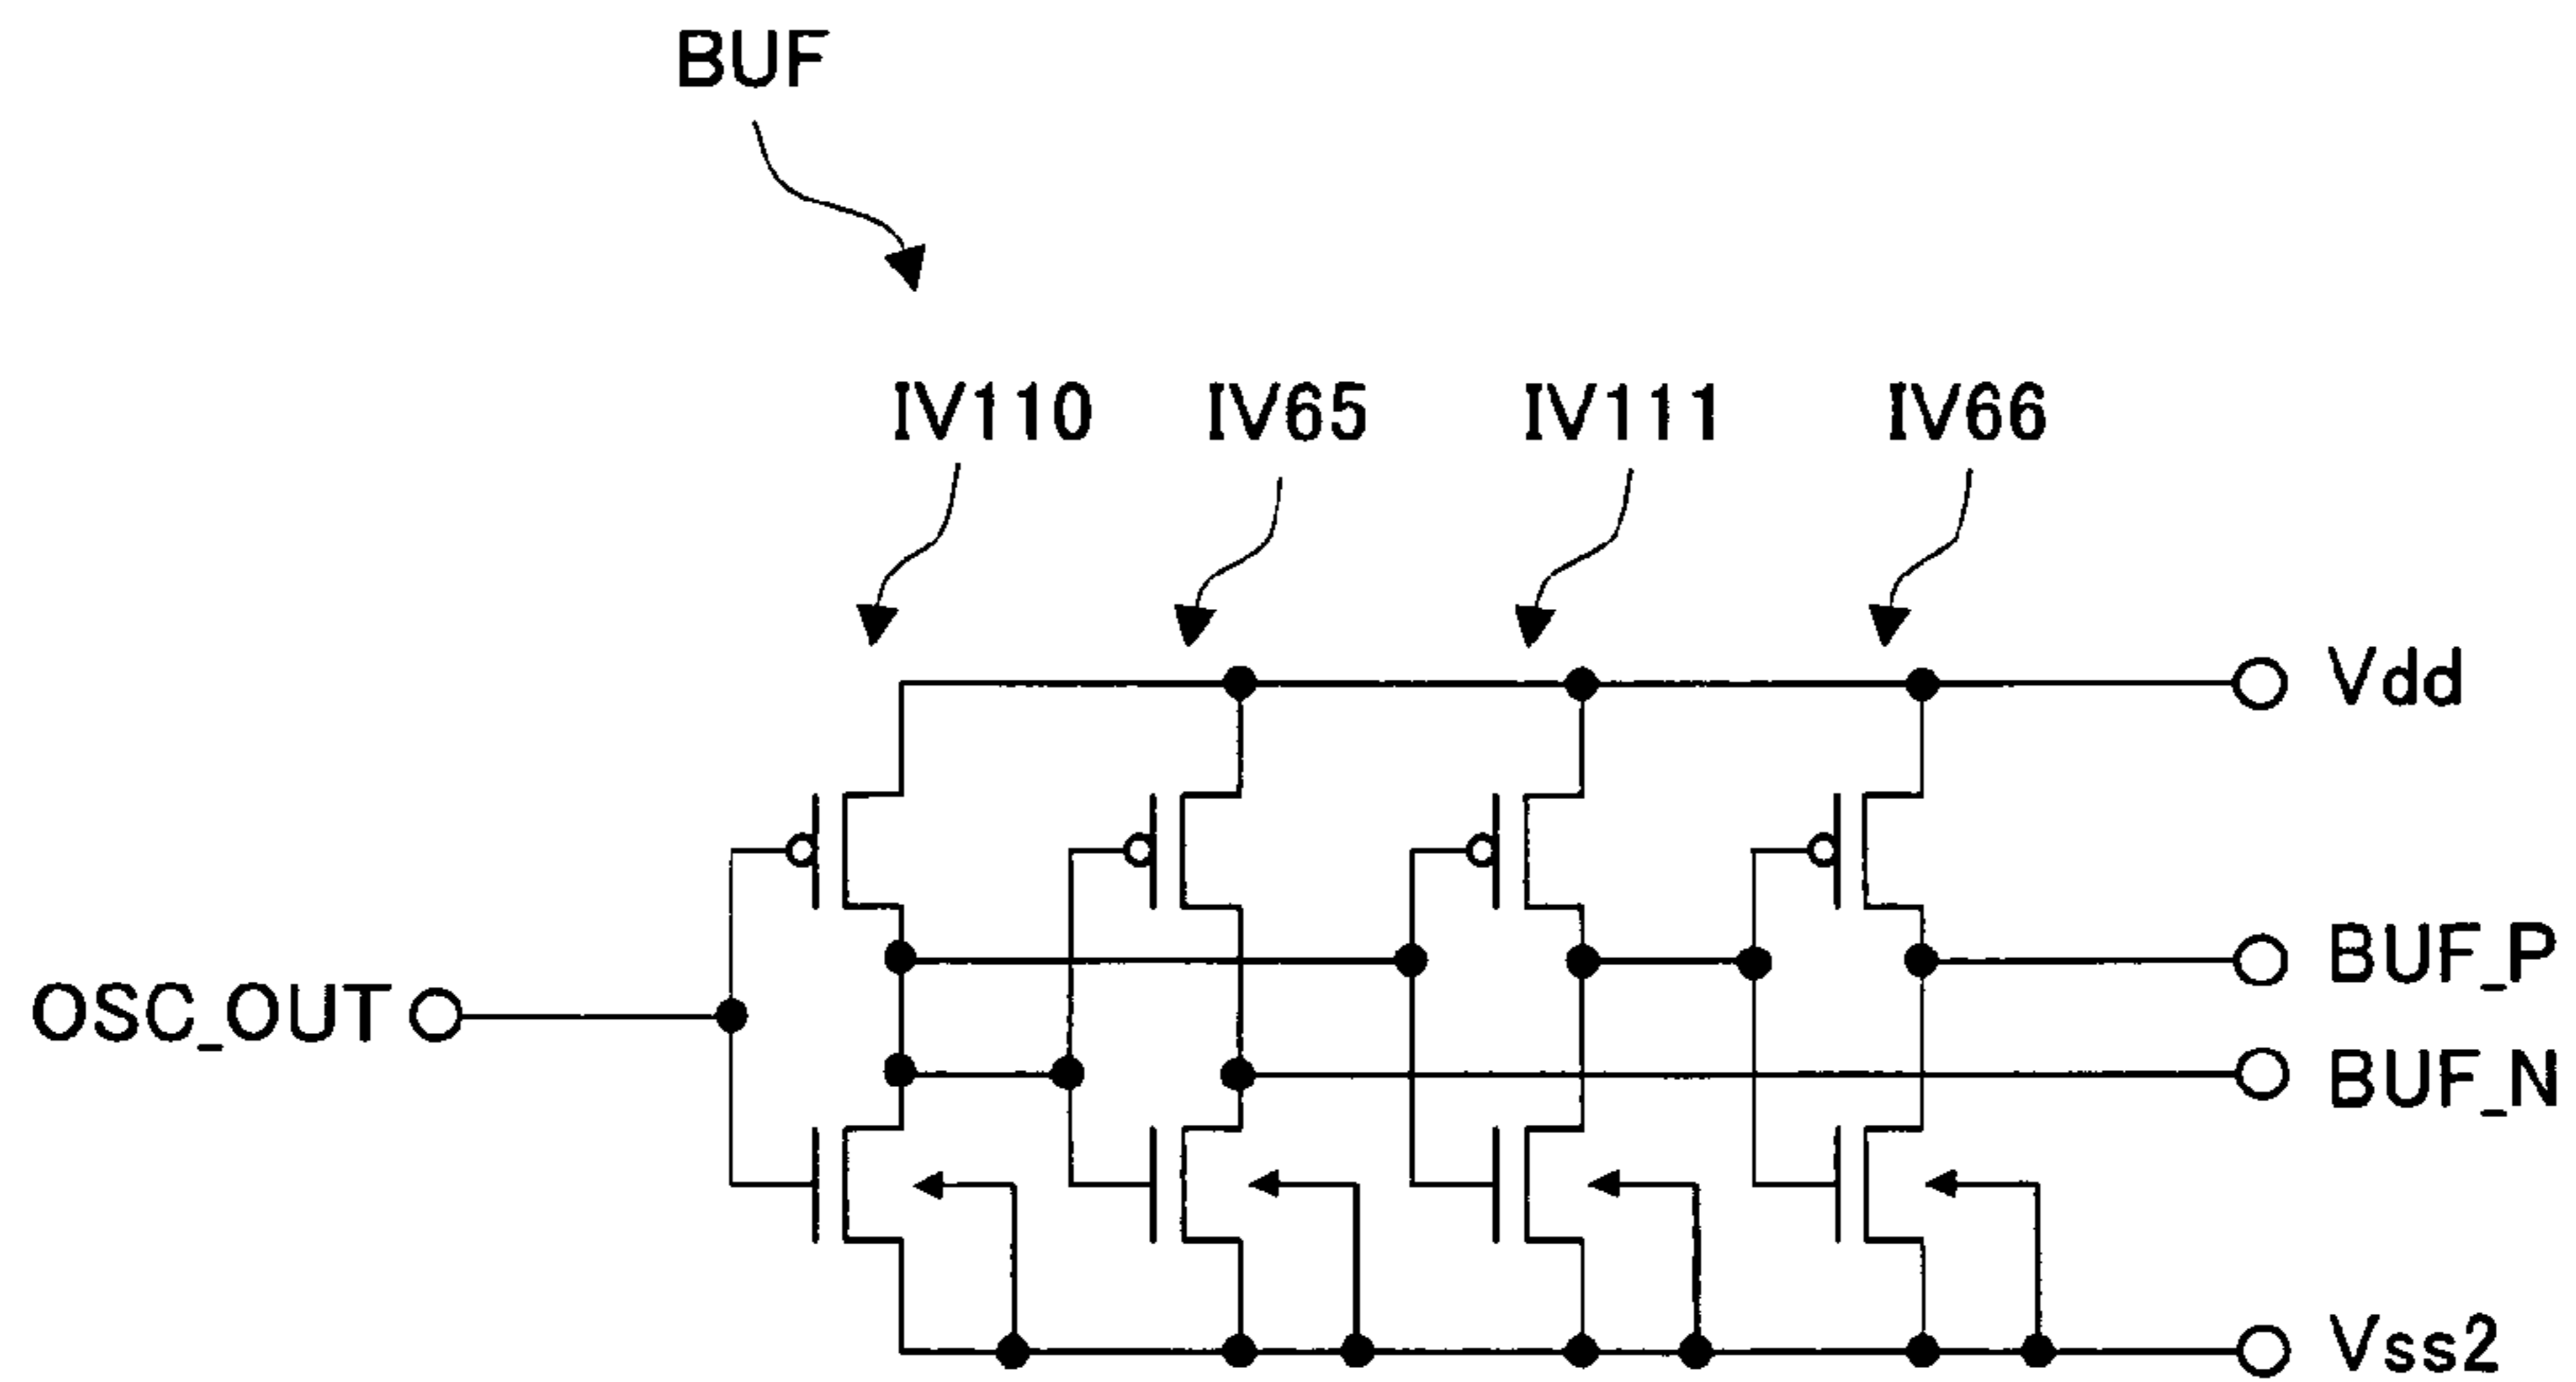 BUF
IV110 IV65 IV111 IV66
Vdd
BUF_P
OSC_OUT
BUF_N
Vss2